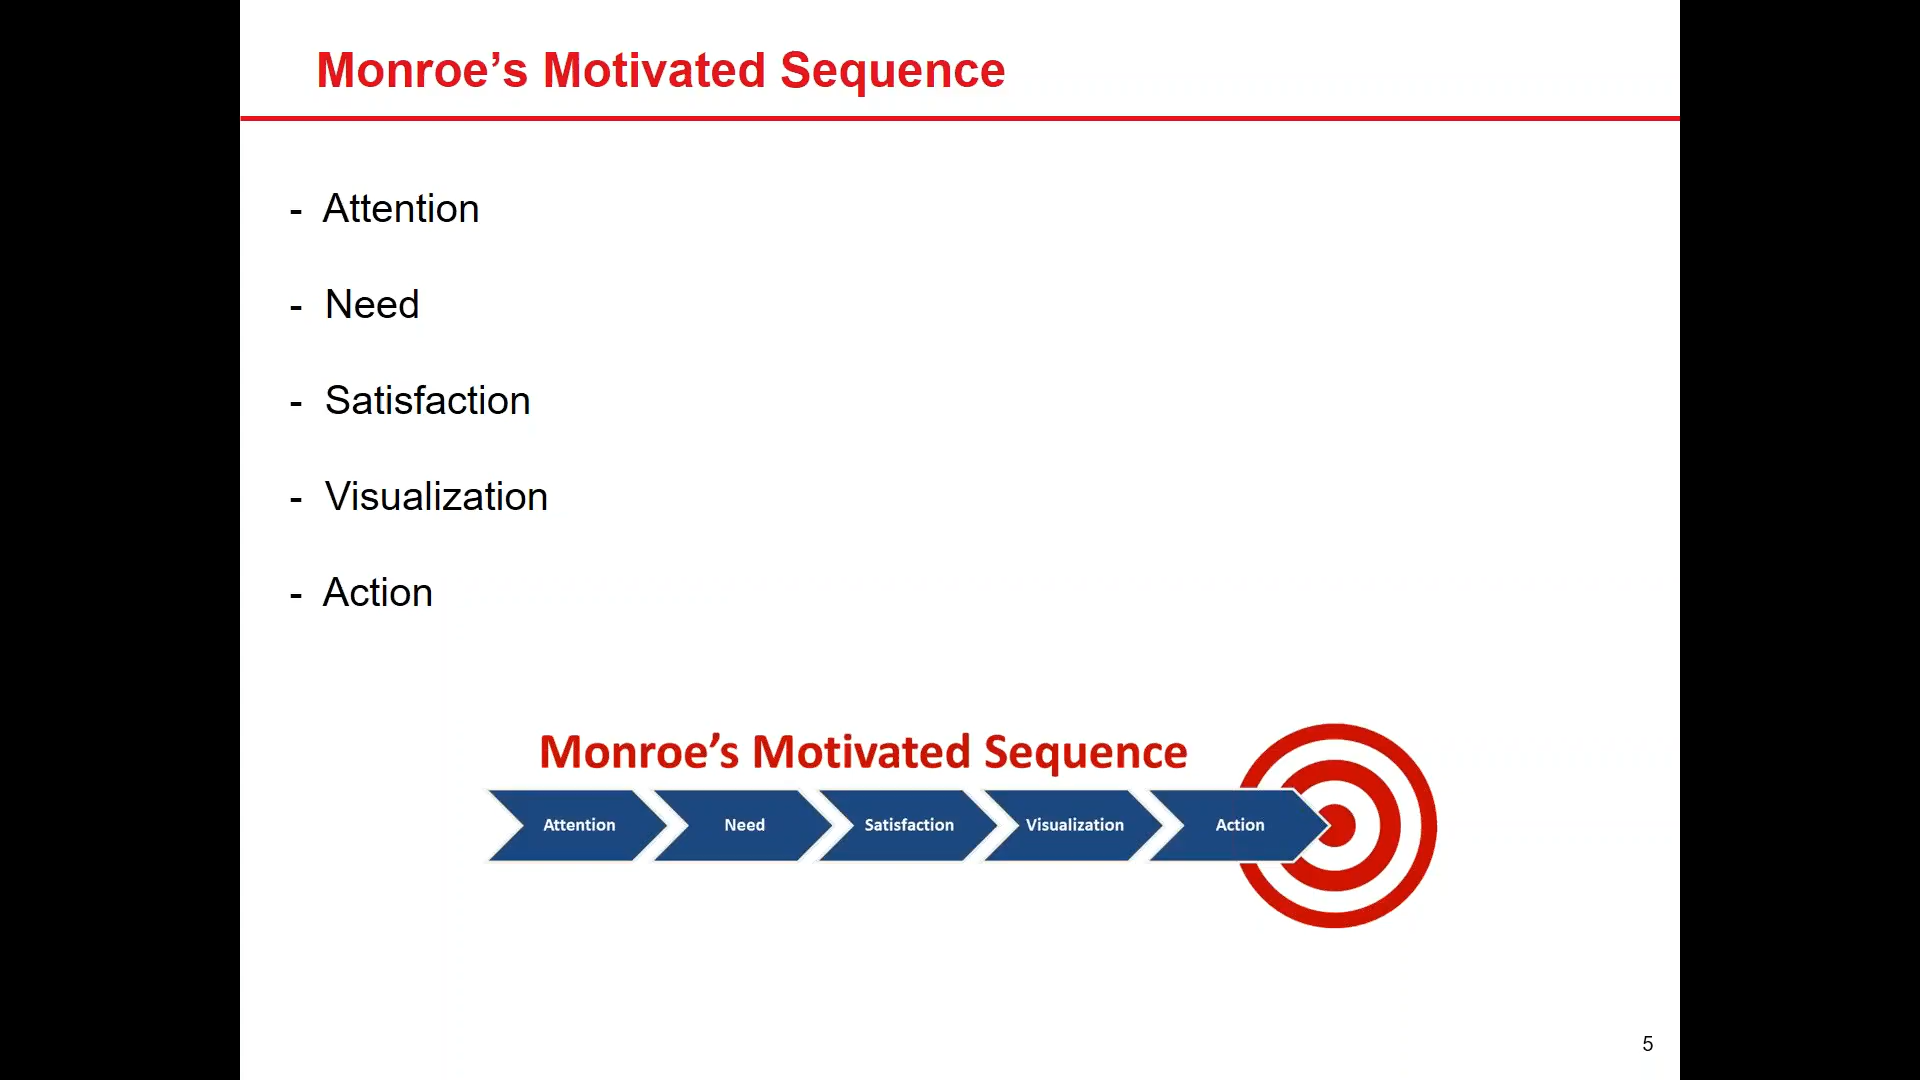 Monroe’s Motivated Sequence
- Attention
- Need
- Satisfaction
- Visualization
- Action
Monroe’s Motivated Sequence
Attention Need Satisfaction Visualization Action
5